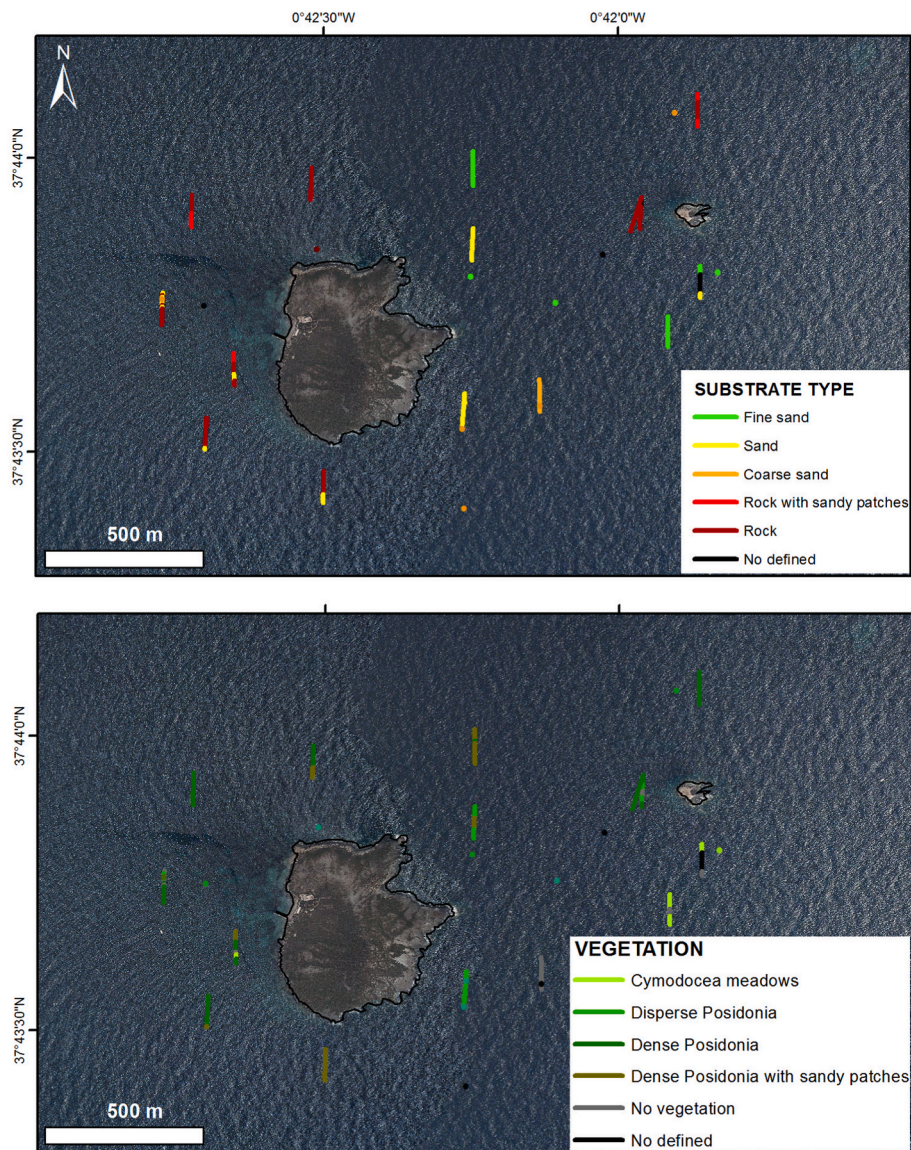 0°42'30"W
0°42'0"W
N
37°44'0"N
37°43'30"N
SUBSTRATE TYPE
Fine sand
Sand
Coarse sand
Rock with sandy patches
Rock
No defined
500 m
37°44'0"N
37°43'30"N
VEGETATION
Cymodocea meadows
Disperse Posidonia
Dense Posidonia
Dense Posidonia with sandy patches
No vegetation
No defined
500 m